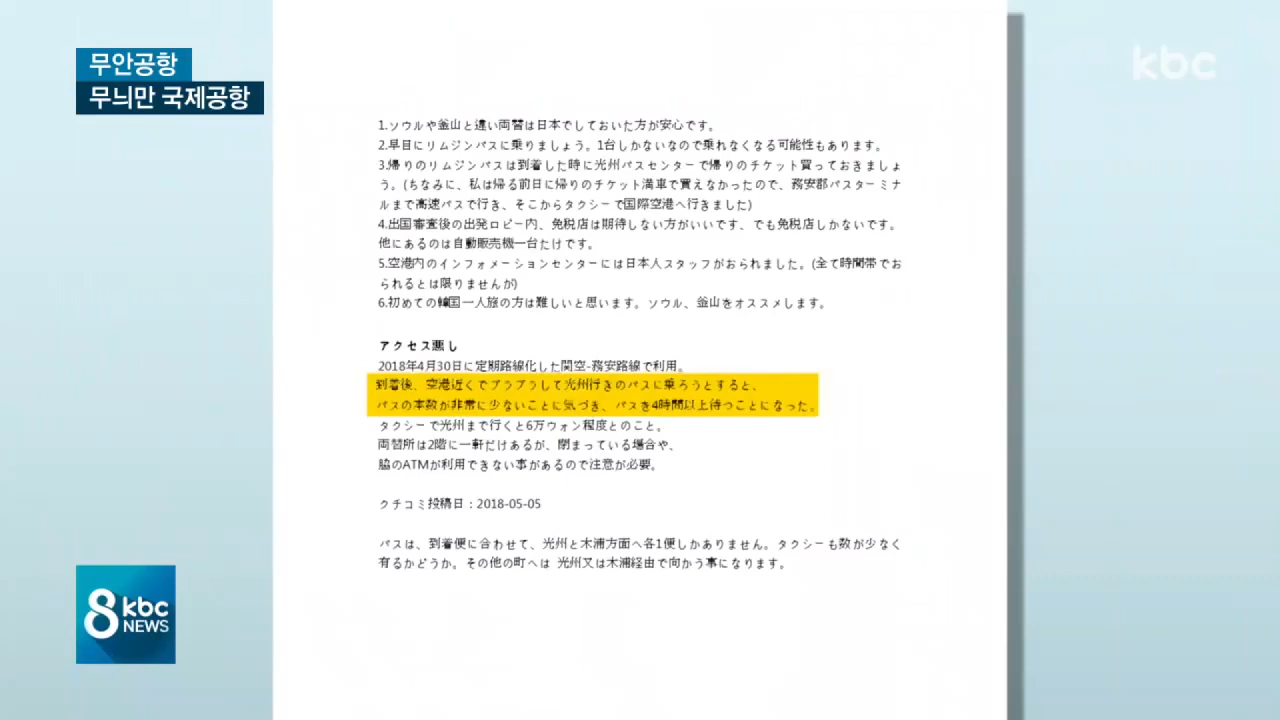 무안공항
무늬만 국제공항
kbc
1.ソウルや釜山と違い両替は日本でしておいた方が安心です。
2.早目にリムジンバスに乗りましょう。1台しかないなので乗れなくなる可能性もあります。
3.帰りのリムジンバスは到着した時に光州バスセンターで帰りのチケット買っておきましょ
う。(ちなみに、私は帰る前日に帰りのチケット満車で買えなかったので、務安郡バスターミナ
ルまで高速バスで行き、そこからタクシーで国際空港へ行きました)
4.出国審査後の出発ロビー内、免税店は期待しない方がいいです、でも免税店しかないです。
他にあるのは自動販売機一台だけです。
5.空港内のインフォメーションセンターには日本人スタッフがおられました。(全て時間帯でお
られるとは限りませんが)
6.初めての韓国一人旅の方は難しいと思います。ソウル、釜山をオススメします。
アクセス悪し
2018年4月30日に定期路線化した関空-務安路線で利用。
到着後、空港近くでブラブラして光州行きのバスに乗ろうとすると、
バスの本数が非常に少ないことに気づき、バスを4時間以上待つことになった。
タクシーで光州まで行くと6万ウォン程度とのこと。
両替所は2階に一軒だけあるが、閉まっている場合や、
脇のATMが利用できない事があるので注意が必要。
クチコミ投稿日：2018-05-05
バスは、到着便に合わせて、光州と木浦方面へ各1便しかありません。タクシーも数が少なく
有るかどうか。その他の町へは 光州又は木浦経由で向かう事になります。
8 kbc
NEWS